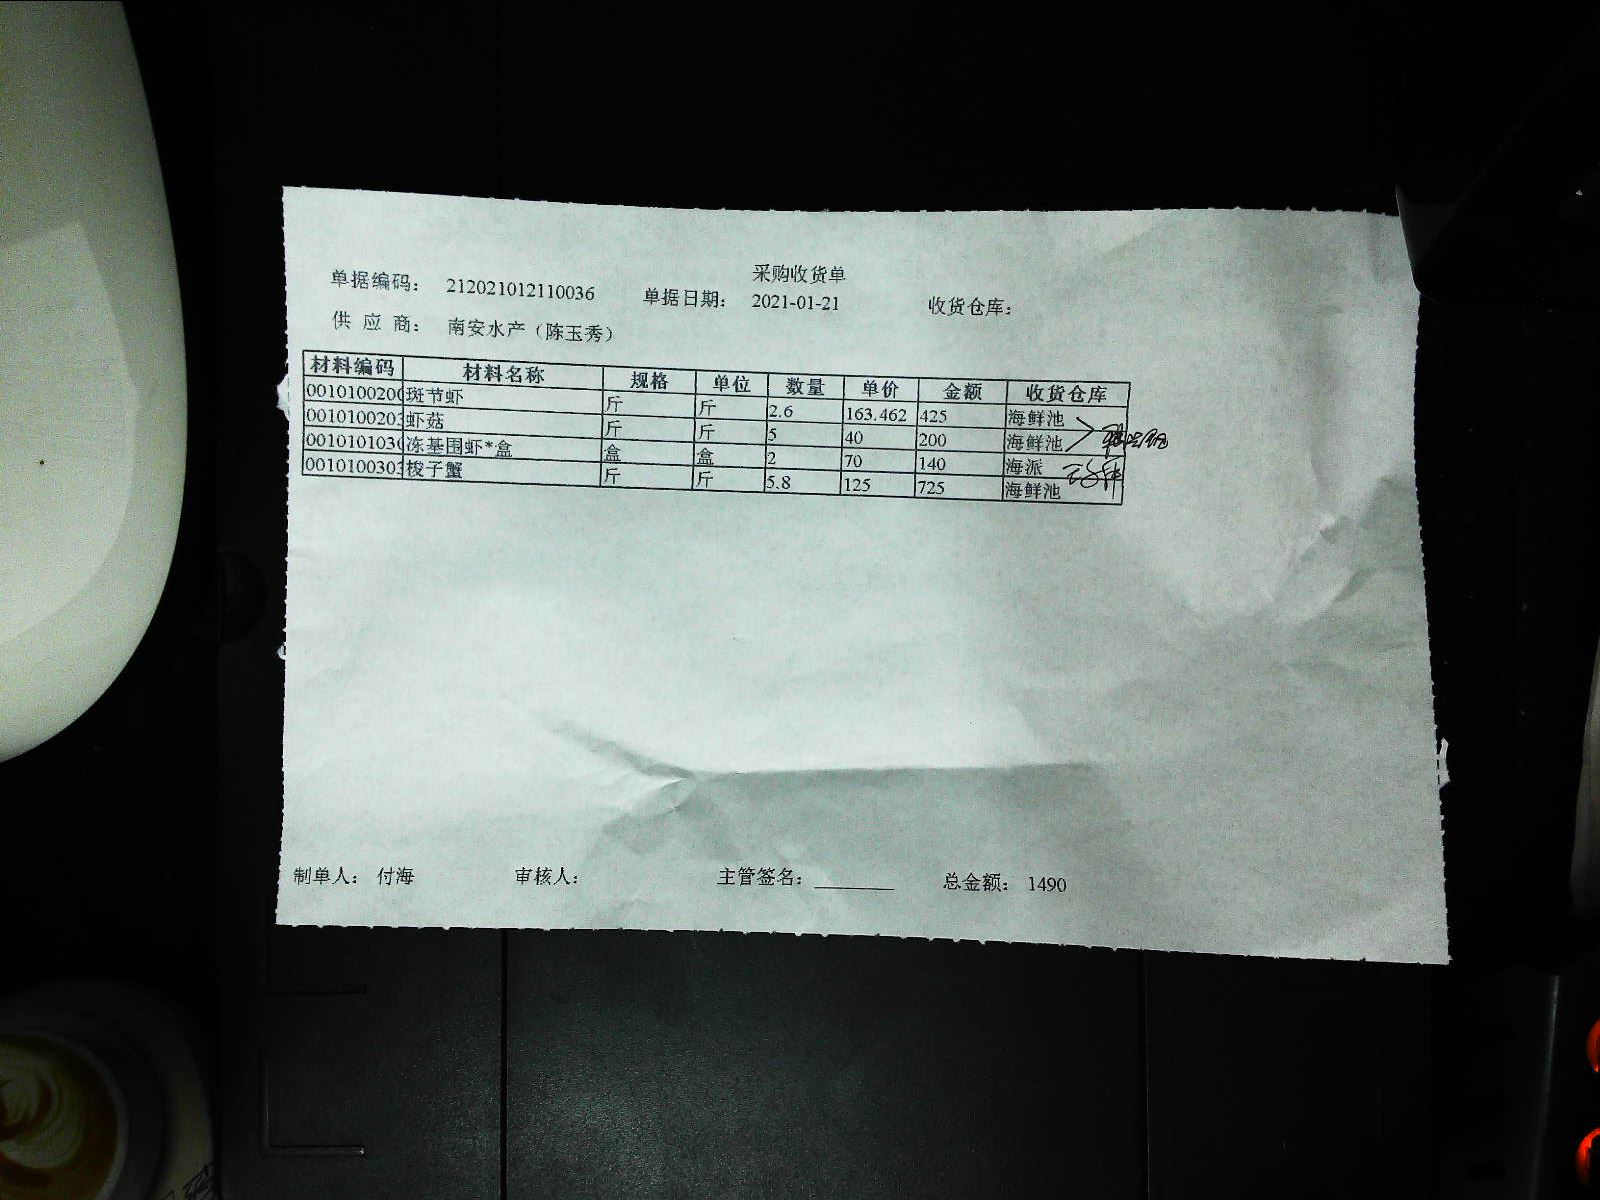 采购收货单
单据编码： 212021012110036 单据日期： 2021-01-21 收货仓库：
供 应 商： 南安水产（陈玉秀）
材料编码 材料名称 规格 单位 数量 单价 金额 收货仓库
001010020 斑节虾 斤 斤 2.6 163.462 425 海鲜池
001010020 虾菇 斤 斤 5 40 200 海鲜池
001010103 冻基围虾*盒 盒 盒 2 70 140 海派
001010030 梭子蟹 斤 斤 5.8 125 725 海鲜池
制单人： 付海 审核人： 主管签名：________ 总金额： 1490